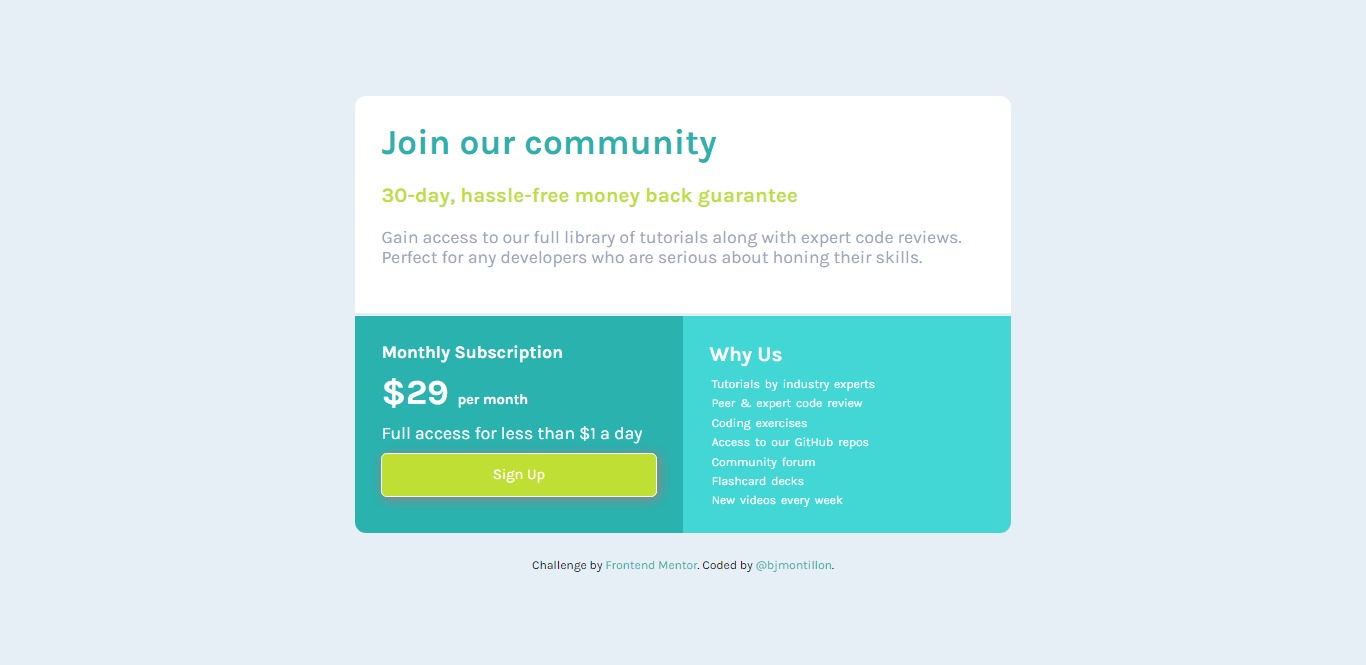 Join our community
30-day, hassle-free money back guarantee
Gain access to our full library of tutorials along with expert code reviews.
Perfect for any developers who are serious about honing their skills.
Monthly Subscription
$29 per month
Full access for less than $1 a day
Sign Up
Why Us
Tutorials by industry experts
Peer & expert code review
Coding exercises
Access to our GitHub repos
Community forum
Flashcard decks
New videos every week
Challenge by Frontend Mentor. Coded by @bjmontillon.